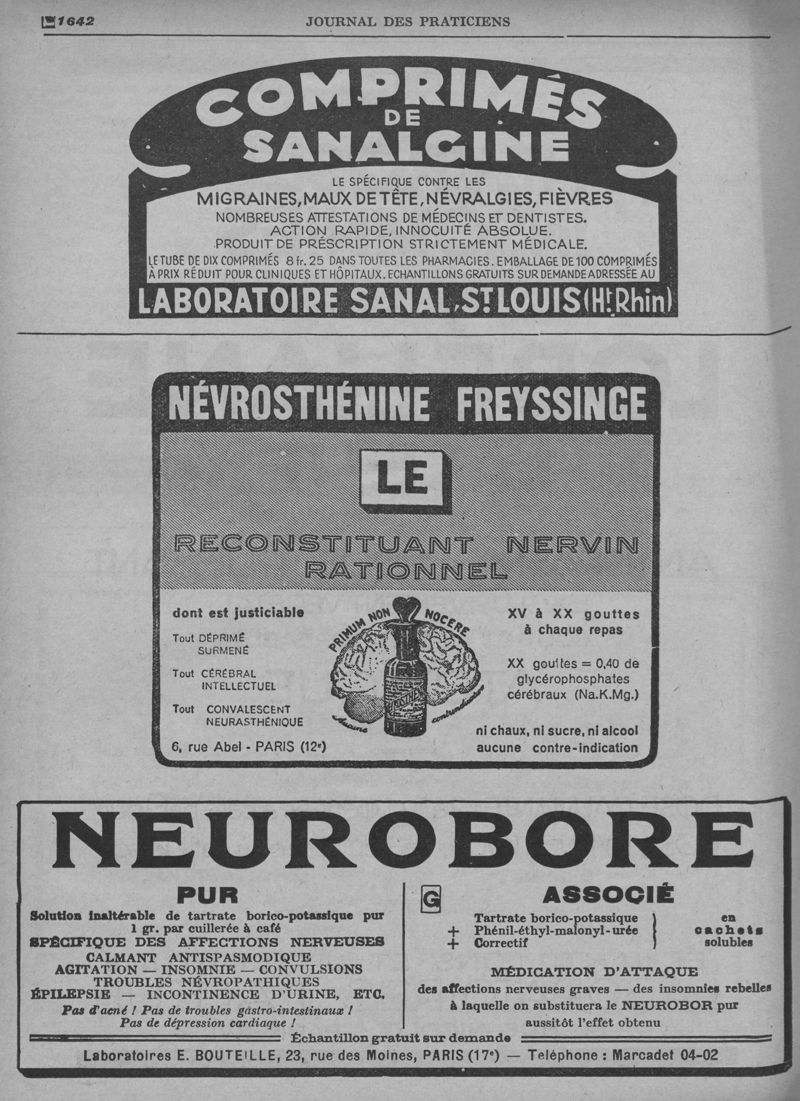 1642
JOURNAL DES PRATICIENS
COMPRIMÉS
DE
SANALGINE
LE SPÉCIFIQUE CONTRE LES
MIGRAINES, MAUX DE TÊTE, NÉVRALGIES, FIÈVRES
NOMBREUSES ATTESTATIONS DE MÉDECINS ET DENTISTES.
ACTION RAPIDE, INNOCUITÉ ABSOLUE.
PRODUIT DE PRÉSCRIPTION STRICTEMENT MÉDICALE.
LE TUBE DE DIX COMPRIMÉS 8 fr. 25 DANS TOUTES LES PHARMACIES. EMBALLAGE DE 100 COMPRIMÉS
À PRIX RÉDUIT POUR CLINIQUES ET HÔPITAUX. ECHANTILLONS GRATUITS SUR DEMANDE ADRESSÉE AU
LABORATOIRE SANAL, ST. LOUIS (Ht. Rhin)
NÉVROSTHÉNINE FREYSSINGE
LE
RECONSTITUANT NERVIN
RATIONNEL
dont est justiciable
Tout DÉPRIMÉ
SURMENÉ
Tout CÉRÉBRAL
INTELLECTUEL
Tout CONVALESCENT
NEURASTHÉNIQUE
6, rue Abel - PARIS (12e)
PRIMUM NON NOCERE
Aucune contreindication
XV à XX gouttes
à chaque repas
XX gouttes = 0,40 de
glycérophosphates
cérébraux (Na.K.Mg.)
ni chaux, ni sucre, ni alcool
aucune contre-indication
NEUROBORE
PUR
Solution inaltérable de tartrate borico-potassique pur
1 gr. par cuillerée à café
SPÉCIFIQUE DES AFFECTIONS NERVEUSES
CALMANT ANTISPASMODIQUE
AGITATION — INSOMNIE — CONVULSIONS
TROUBLES NÉVROPATHIQUES
ÉPILEPSIE — INCONTINENCE D'URINE, ETC.
Pas d'acné ! Pas de troubles gastro-intestinaux !
Pas de dépression cardiaque !
G
ASSOCIÉ
Tartrate borico-potassique
+ Phénil-éthyl-malonyl-urée
+ Correctif
en
cachets
solubles
MÉDICATION D'ATTAQUE
des affections nerveuses graves — des insomnies rebelles
à laquelle on substituera le NEUROBOR pur
aussitôt l'effet obtenu
Échantillon gratuit sur demande
Laboratoires E. BOUTEILLE, 23, rue des Moines, PARIS (17e) — Téléphone : Marcadet 04-02